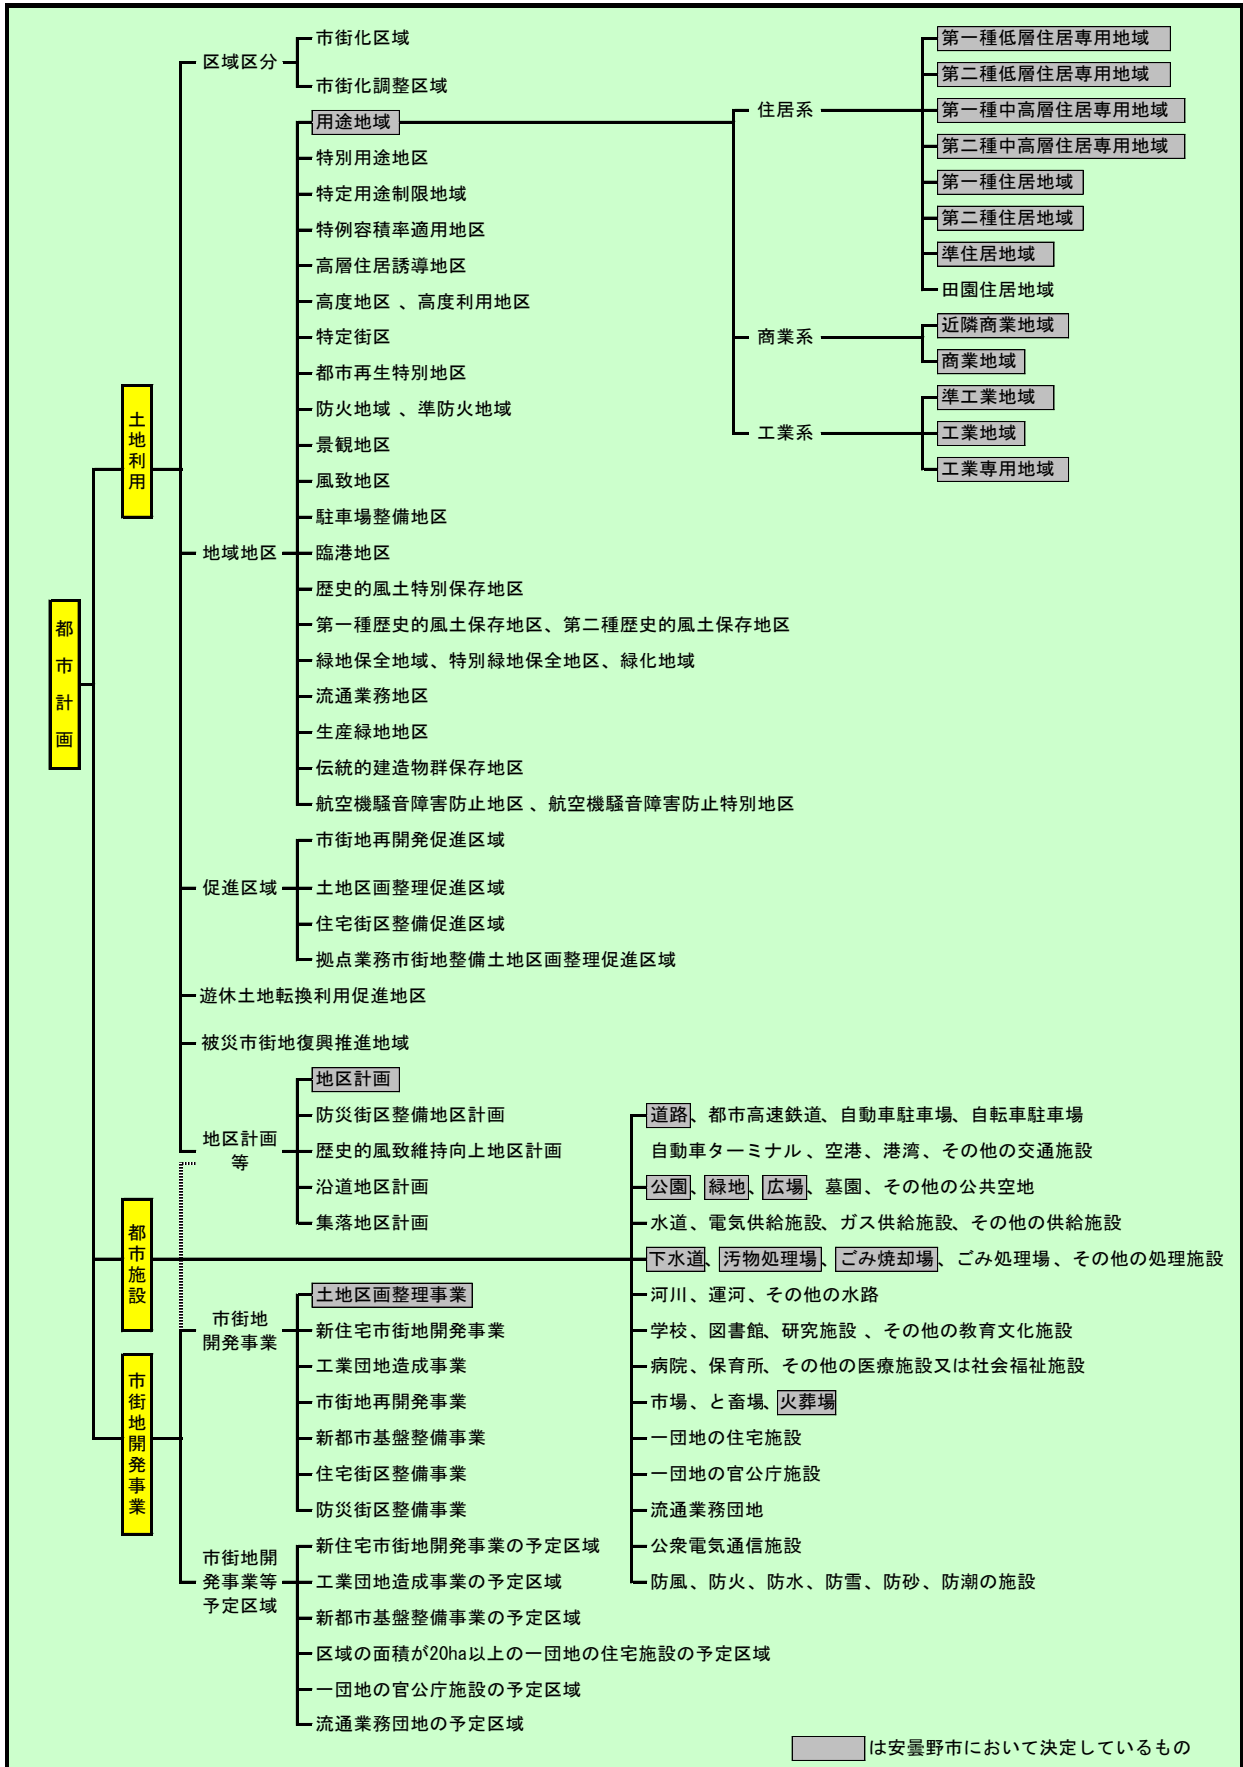 都市計画
土地利用
区域区分
市街化区域
市街化調整区域
地域地区
用途地域
住居系
第一種低層住居専用地域
第二種低層住居専用地域
第一種中高層住居専用地域
第二種中高層住居専用地域
第一種住居地域
第二種住居地域
準住居地域
田園住居地域
商業系
近隣商業地域
商業地域
工業系
準工業地域
工業地域
工業専用地域
特別用途地区
特定用途制限地域
特例容積率適用地区
高層住居誘導地区
高度地区 、高度利用地区
特定街区
都市再生特別地区
防火地域 、準防火地域
景観地区
風致地区
駐車場整備地区
臨港地区
歴史的風土特別保存地区
第一種歴史的風土保存地区、第二種歴史的風土保存地区
緑地保全地域、特別緑地保全地区、緑化地域
流通業務地区
生産緑地地区
伝統的建造物群保存地区
航空機騒音障害防止地区 、航空機騒音障害防止特別地区
促進区域
市街地再開発促進区域
土地区画整理促進区域
住宅街区整備促進区域
拠点業務市街地整備土地区画整理促進区域
遊休土地転換利用促進地区
被災市街地復興推進地域
地区計画
等
地区計画
防災街区整備地区計画
歴史的風致維持向上地区計画
沿道地区計画
集落地区計画
都市施設
道路、都市高速鉄道、自動車駐車場、自転車駐車場
自動車ターミナル 、空港、港湾、その他の交通施設
公園、緑地、広場、墓園、その他の公共空地
水道、電気供給施設、ガス供給施設、その他の供給施設
下水道、汚物処理場、ごみ焼却場、ごみ処理場 、その他の処理施設
河川、運河、その他の水路
学校、図書館、研究施設 、その他の教育文化施設
病院、保育所、その他の医療施設又は社会福祉施設
市場、と畜場、火葬場
一団地の住宅施設
一団地の官公庁施設
流通業務団地
公衆電気通信施設
防風、防火、防水、防雪、防砂、防潮の施設
市街地開発事業
市街地
開発事業
土地区画整理事業
新住宅市街地開発事業
工業団地造成事業
市街地再開発事業
新都市基盤整備事業
住宅街区整備事業
防災街区整備事業
市街地開
発事業等
予定区域
新住宅市街地開発事業の予定区域
工業団地造成事業の予定区域
新都市基盤整備事業の予定区域
区域の面積が20ha以上の一団地の住宅施設の予定区域
一団地の官公庁施設の予定区域
流通業務団地の予定区域
は安曇野市において決定しているもの